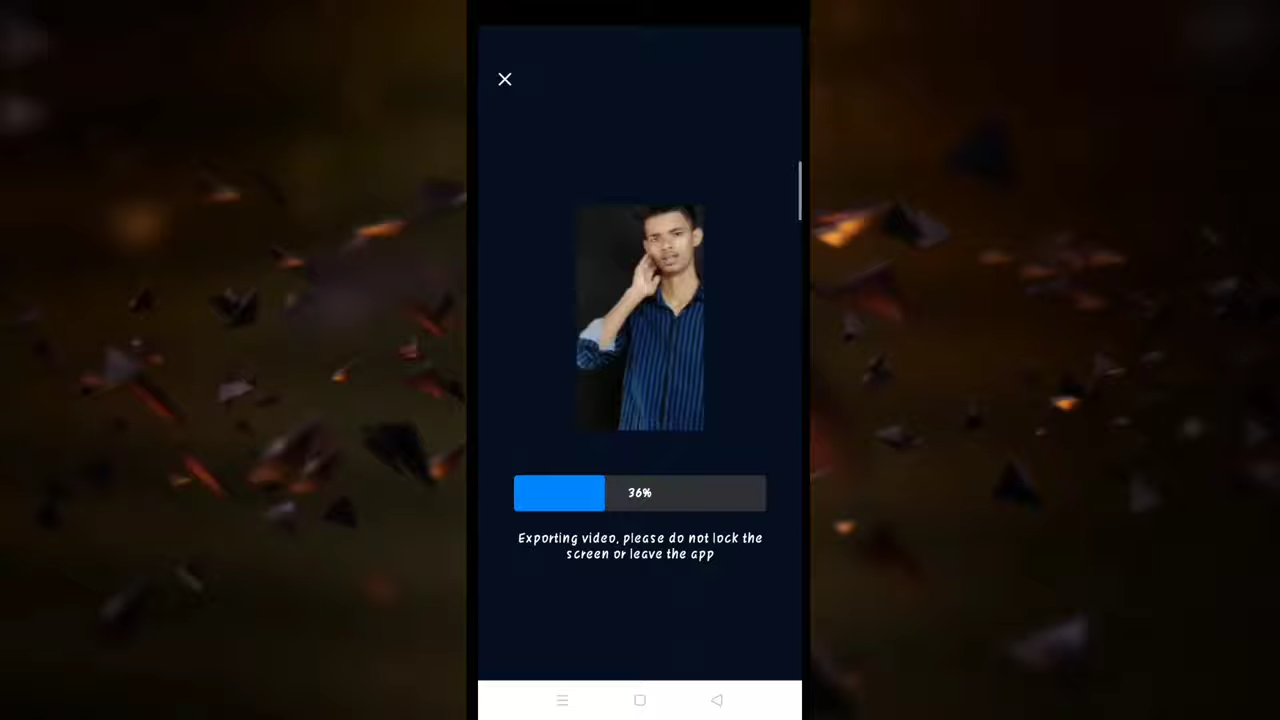 36%
Exporting video, please do not lock the
screen or leave the app